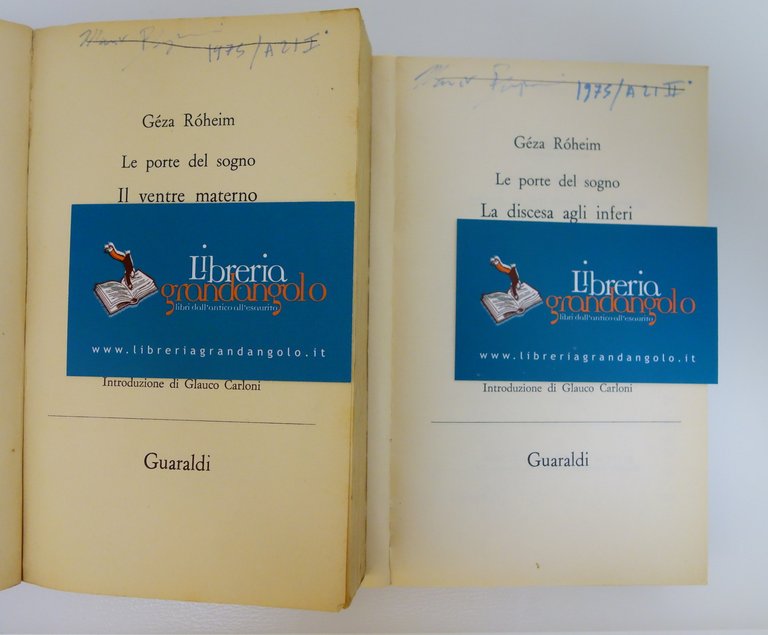 1975/A 21 I°
Géza Róheim
Le porte del sogno
Il ventre materno
Libreria
grandangolo
libri dall'antico all'esaurito
www.libreriagrandangolo.it
Introduzione di Glauco Carloni
Guaraldi
1975/A 21 II°
Géza Róheim
Le porte del sogno
La discesa agli inferi
Libreria
grandangolo
libri dall'antico all'esaurito
www.libreriagrandangolo.it
Introduzione di Glauco Carloni
Guaraldi